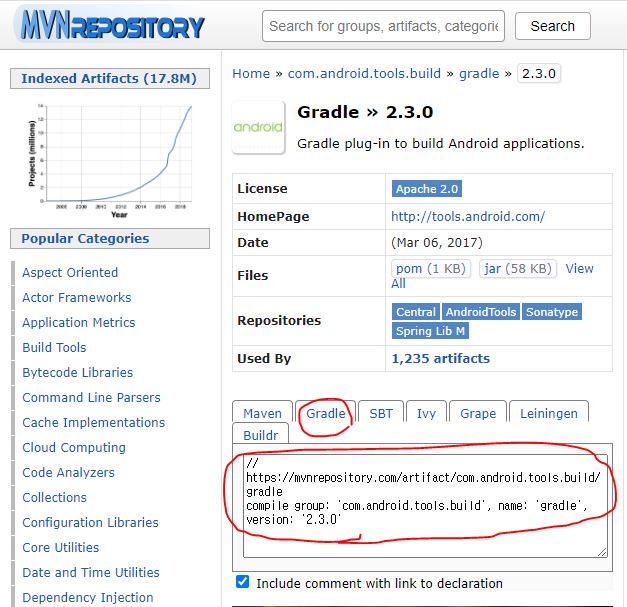 MVNREPOSITORY
Search for groups, artifacts, categorie
Search
Indexed Artifacts (17.8M)
Projects (millions)
14
12
10
8
6
4
2
0
2006 2008 2010 2012 2014 2016 2018
Year
Popular Categories
Aspect Oriented
Actor Frameworks
Application Metrics
Build Tools
Bytecode Libraries
Command Line Parsers
Cache Implementations
Cloud Computing
Code Analyzers
Collections
Configuration Libraries
Core Utilities
Date and Time Utilities
Dependency Injection
Home » com.android.tools.build » gradle » 2.3.0
android
Gradle » 2.3.0
Gradle plug-in to build Android applications.
License Apache 2.0
HomePage http://tools.android.com/
Date (Mar 06, 2017)
Files pom (1 KB) jar (58 KB) View
All
Repositories Central AndroidTools Sonatype
Spring Lib M
Used By 1,235 artifacts
Maven Gradle SBT Ivy Grape Leiningen
Buildr
//
https://mvnrepository.com/artifact/com.android.tools.build/
gradle
compile group: 'com.android.tools.build', name: 'gradle',
version: '2.3.0'
Include comment with link to declaration